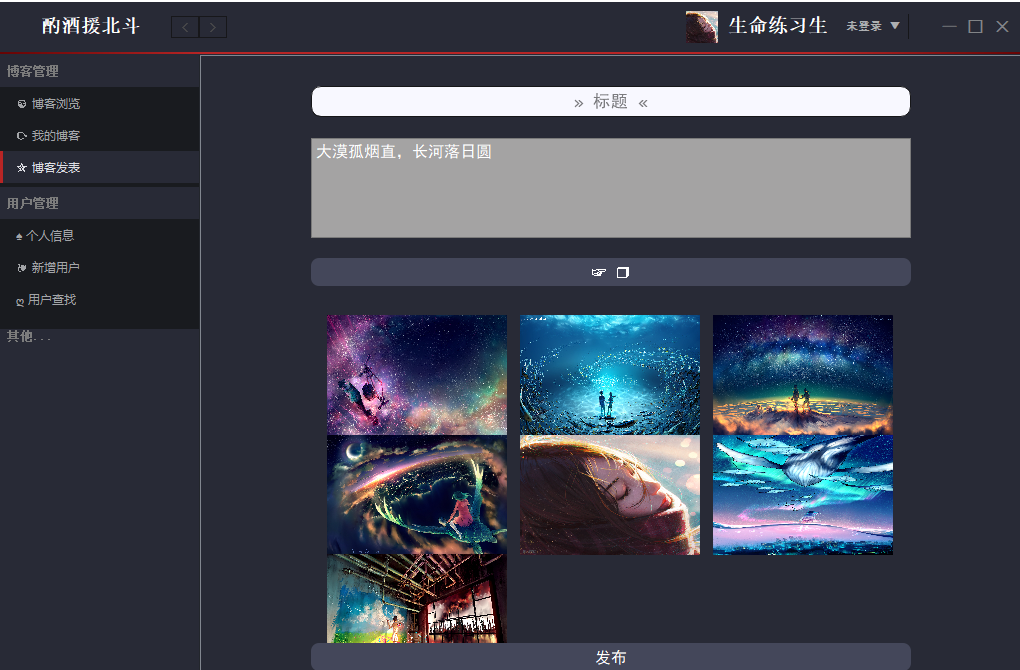 酌酒援北斗
生命练习生 未登录
博客管理
博客浏览
我的博客
博客发表
用户管理
个人信息
新增用户
用户查找
其他...
» 标题 «
大漠孤烟直，长河落日圆
发布